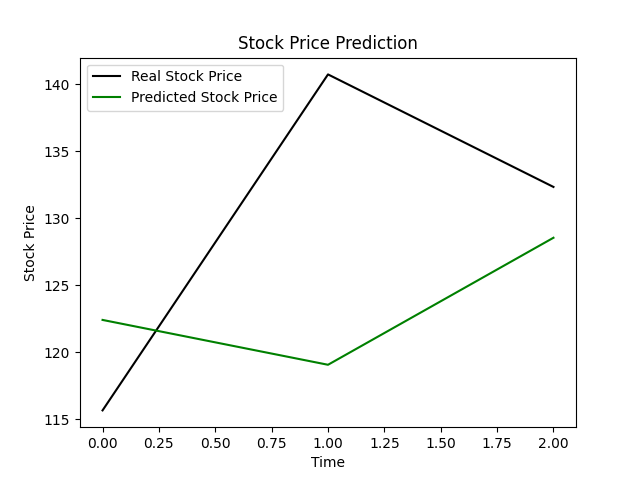 Stock Price Prediction
Real Stock Price
Predicted Stock Price
Stock Price
140
135
130
125
120
115
0.00 0.25 0.50 0.75 1.00 1.25 1.50 1.75 2.00
Time